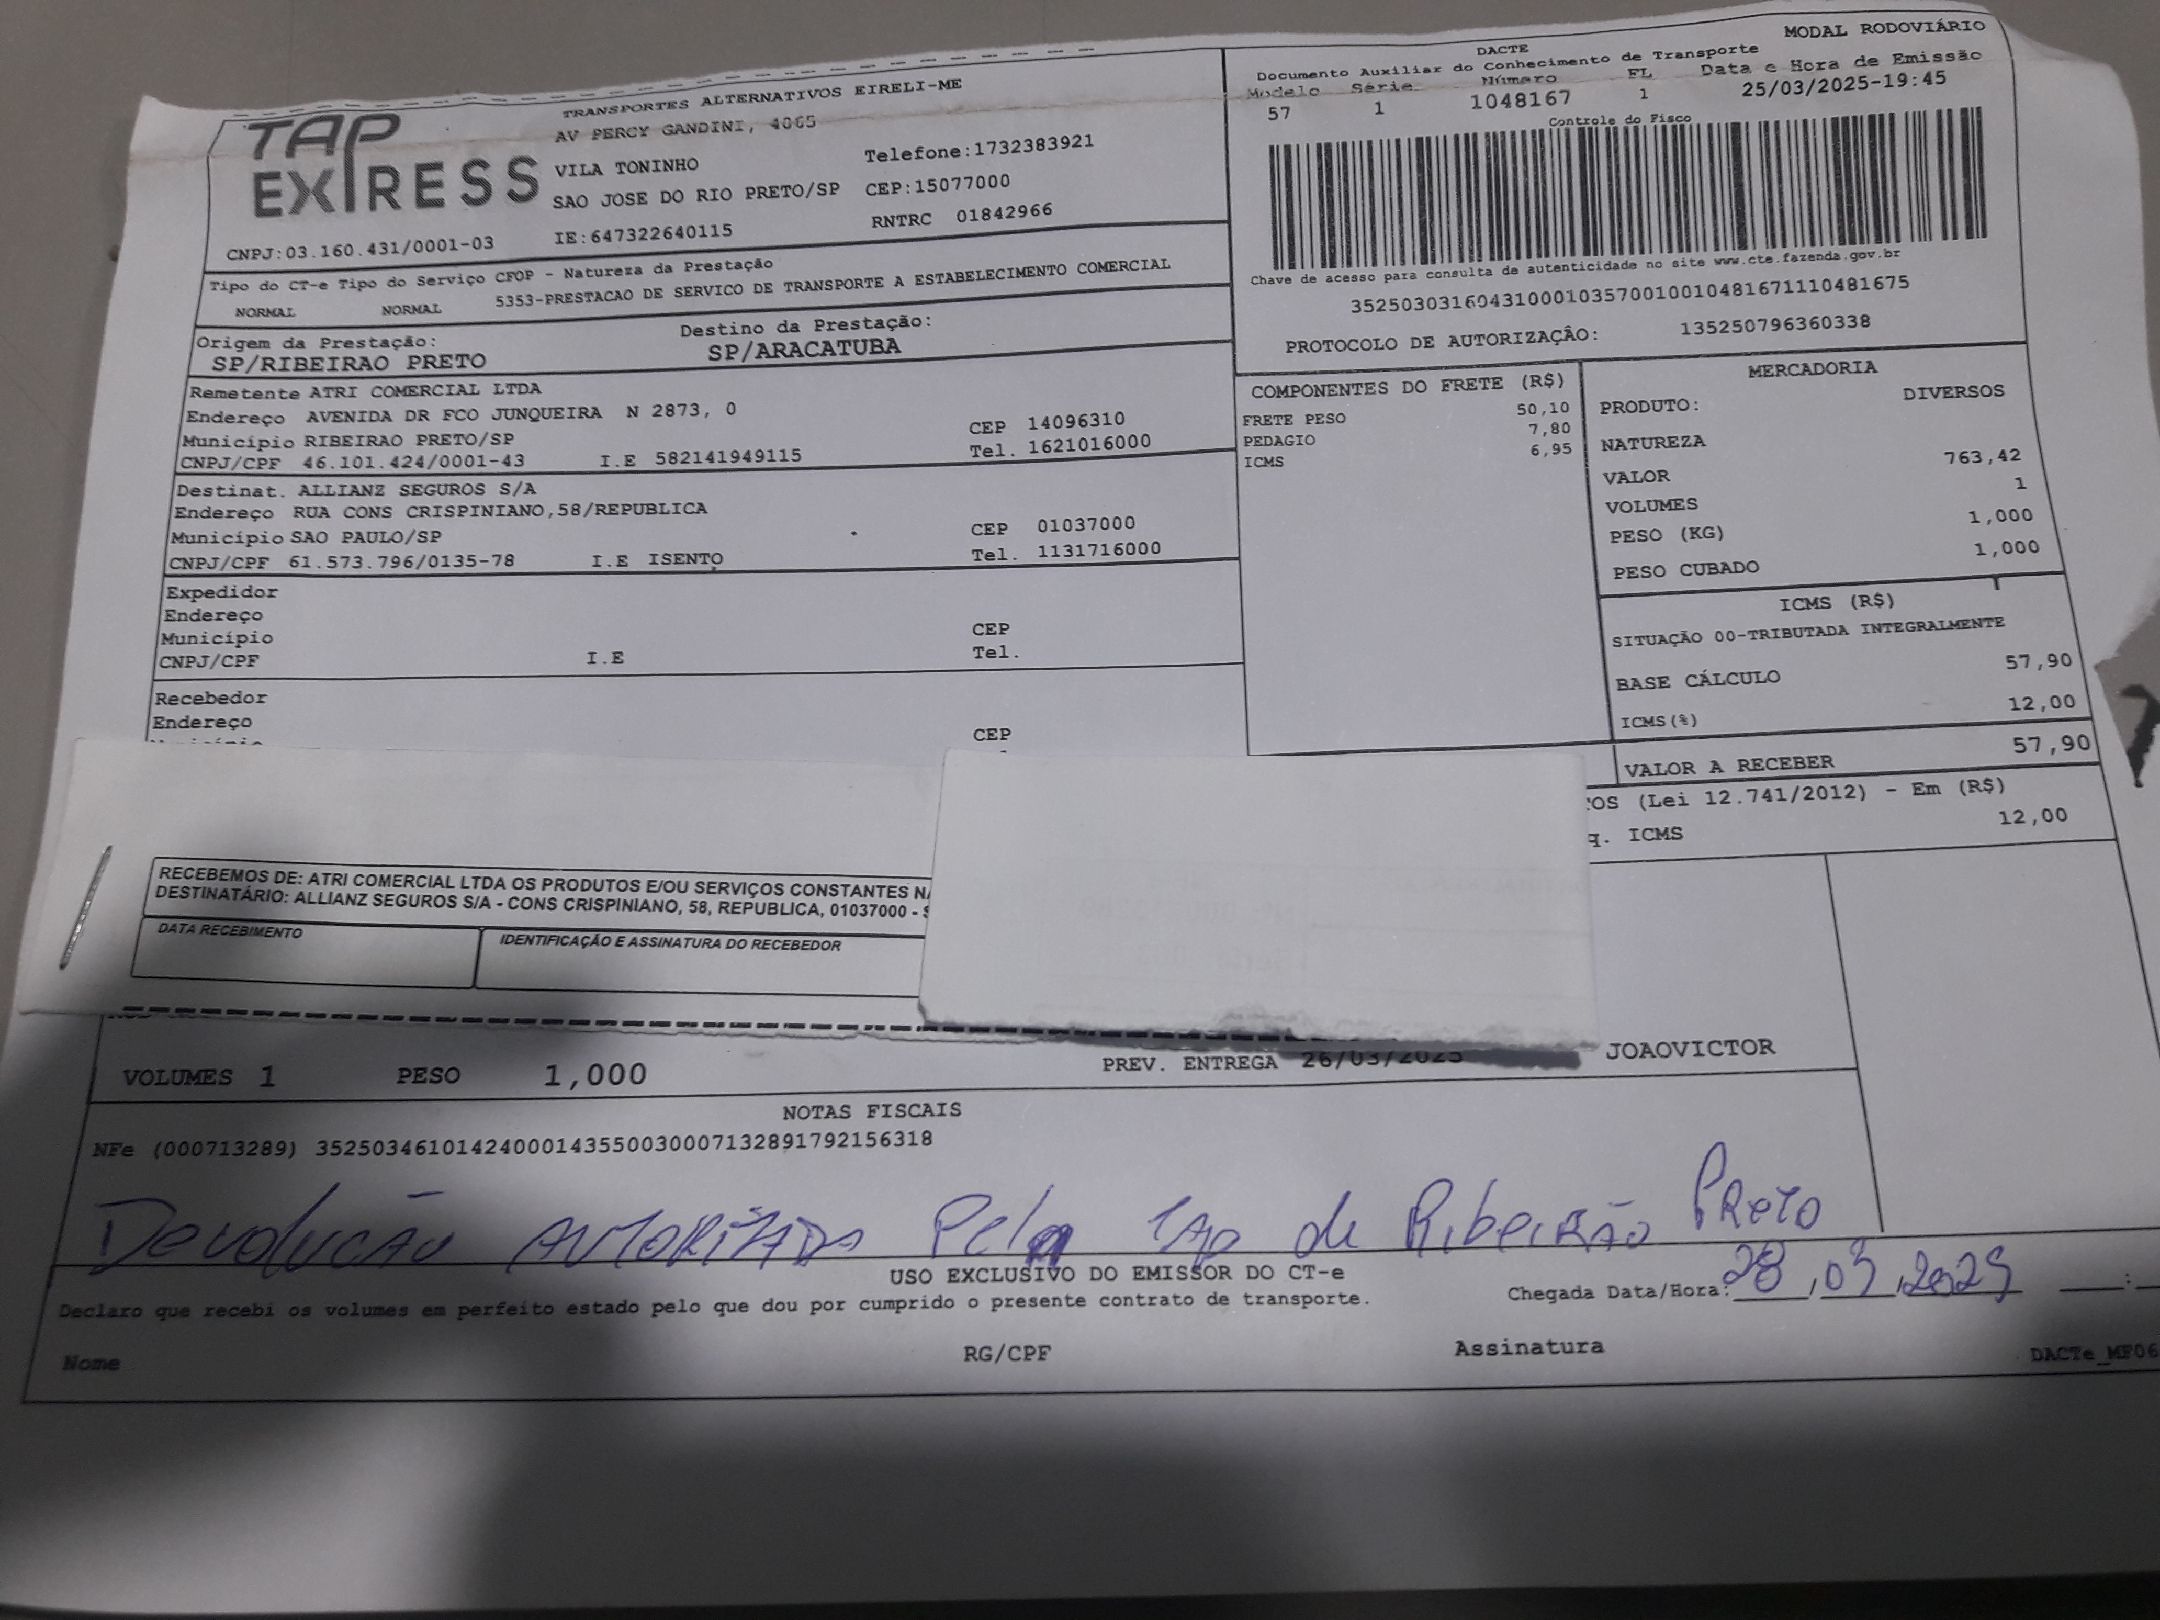 TAP EXPRESS
TRANSPORTES ALTERNATIVOS EIRELI-ME
AV PERCY GANDINI, 4065
VILA TONINHO Telefone:1732383921
SAO JOSE DO RIO PRETO/SP CEP:15077000
CNPJ:03.160.431/0001-03 IE:647322640115 RNTRC 01842966
MODAL RODOVIÁRIO
DACTE
Documento Auxiliar do Conhecimento de Transporte
Modelo Série Número FL Data e Hora de Emissão
57 1 1048167 1 25/03/2025-19:45
Controle do Fisco
Chave de acesso para consulta de autenticidade no site www.cte.fazenda.gov.br
35250303160431000103570010010481671110481675
PROTOCOLO DE AUTORIZAÇÂO: 135250796360338
Tipo do CT-e Tipo do Serviço CFOP - Natureza da Prestação
NORMAL NORMAL 5353-PRESTACAO DE SERVICO DE TRANSPORTE A ESTABELECIMENTO COMERCIAL
Origem da Prestação: Destino da Prestação:
SP/RIBEIRAO PRETO SP/ARACATUBA
Remetente ATRI COMERCIAL LTDA
Endereço AVENIDA DR FCO JUNQUEIRA N 2873, 0
Município RIBEIRAO PRETO/SP CEP 14096310
CNPJ/CPF 46.101.424/0001-43 I.E 582141949115 Tel. 1621016000
Destinat. ALLIANZ SEGUROS S/A
Endereço RUA CONS CRISPINIANO,58/REPUBLICA
Município SAO PAULO/SP CEP 01037000
CNPJ/CPF 61.573.796/0135-78 I.E ISENTO Tel. 1131716000
Expedidor
Endereço
Município CEP
CNPJ/CPF I.E Tel.
Recebedor
Endereço
CEP
COMPONENTES DO FRETE (R$)
FRETE PESO 50,10
PEDAGIO 7,80
ICMS 6,95
MERCADORIA
PRODUTO: DIVERSOS
NATUREZA
VALOR 763,42
VOLUMES 1
PESO (KG) 1,000
PESO CUBADO 1,000
ICMS (R$)
SITUAÇÃO 00-TRIBUTADA INTEGRALMENTE
BASE CÁLCULO 57,90
ICMS(%) 12,00
VALOR A RECEBER 57,90
(Lei 12.741/2012) - Em (R$)
ICMS 12,00
RECEBEMOS DE: ATRI COMERCIAL LTDA OS PRODUTOS E/OU SERVIÇOS CONSTANTES
DESTINATÁRIO: ALLIANZ SEGUROS S/A - CONS CRISPINIANO, 58, REPUBLICA, 01037000 -
DATA RECEBIMENTO IDENTIFICAÇÃO E ASSINATURA DO RECEBEDOR
VOLUMES 1 PESO 1,000 PREV. ENTREGA 26/03/2025 JOAOVICTOR
NOTAS FISCAIS
NFe (000713289) 35250346101424000143550030007132891792156318
Devolução AUTORIZADA Pela TAP de Ribeirão Preto
USO EXCLUSIVO DO EMISSOR DO CT-e
Declaro que recebi os volumes em perfeito estado pelo que dou por cumprido o presente contrato de transporte. Chegada Data/Hora: 28,03,2025 :
Nome RG/CPF Assinatura DACTe_MF06